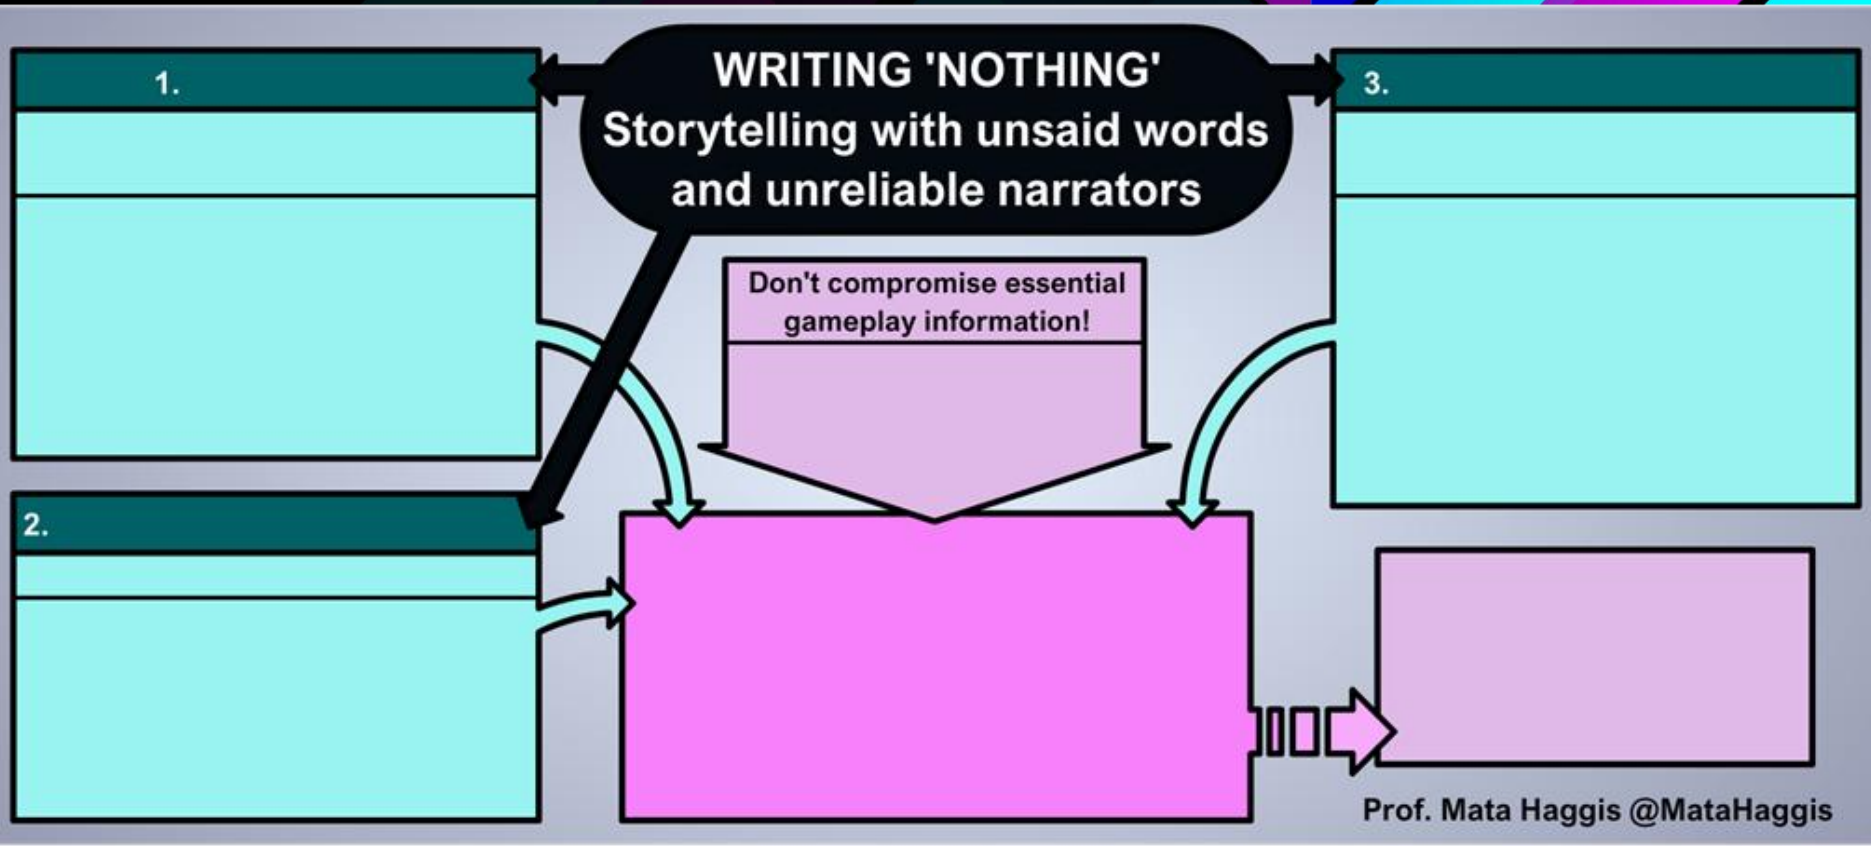 WRITING 'NOTHING'
Storytelling with unsaid words
and unreliable narrators
1.
2.
3.
Don't compromise essential
gameplay information!
Prof. Mata Haggis @MataHaggis